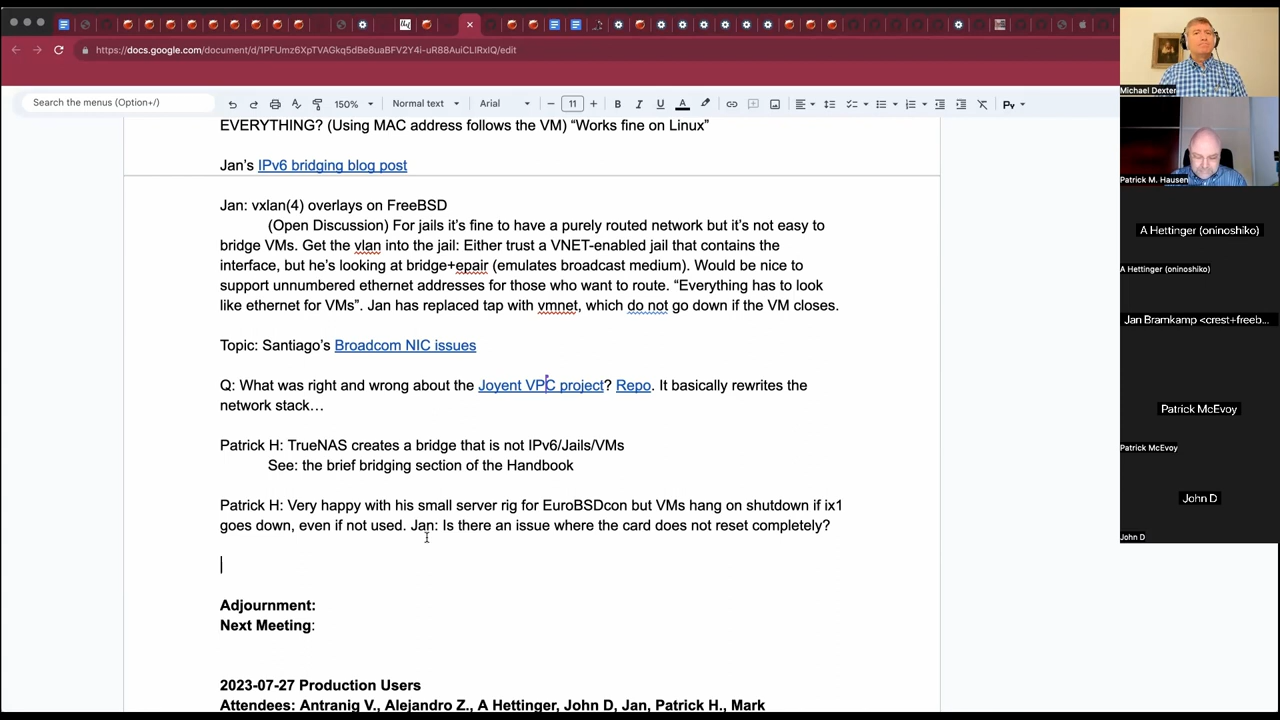 https://docs.google.com/document/d/1PFUmz6XpTVAGkq5dBe8uaBFV2Y4i-uR88AuiCLIRxIQ/edit
Search the menus (Option+/)
150%
Normal text
Arial
11
B I U A
EVERYTHING? (Using MAC address follows the VM) “Works fine on Linux”
Jan’s IPv6 bridging blog post
Jan: vxlan(4) overlays on FreeBSD
(Open Discussion) For jails it’s fine to have a purely routed network but it’s not easy to
bridge VMs. Get the vlan into the jail: Either trust a VNET-enabled jail that contains the
interface, but he’s looking at bridge+epair (emulates broadcast medium). Would be nice to
support unnumbered ethernet addresses for those who want to route. “Everything has to look
like ethernet for VMs”. Jan has replaced tap with vmnet, which do not go down if the VM closes.
Topic: Santiago’s Broadcom NIC issues
Q: What was right and wrong about the Joyent VPC project? Repo. It basically rewrites the
network stack…
Patrick H: TrueNAS creates a bridge that is not IPv6/Jails/VMs
See: the brief bridging section of the Handbook
Patrick H: Very happy with his small server rig for EuroBSDcon but VMs hang on shutdown if ix1
goes down, even if not used. Jan: Is there an issue where the card does not reset completely?
Adjournment:
Next Meeting:
2023-07-27 Production Users
Attendees: Antranig V., Alejandro Z., A Hettinger, John D, Jan, Patrick H., Mark
Michael Dexter
Patrick M. Hausen
A Hettinger (oninoshiko)
A Hettinger (oninoshiko)
Jan Bramkamp <crest+freeb...
Patrick McEvoy
Patrick McEvoy
John D
John D